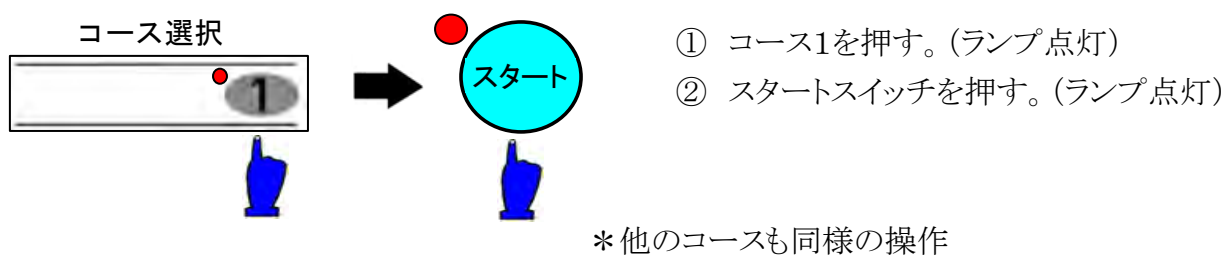 コース選択
1
スタート
① コース1を押す。(ランプ点灯)
② スタートスイッチを押す。(ランプ点灯)
＊他のコースも同様の操作